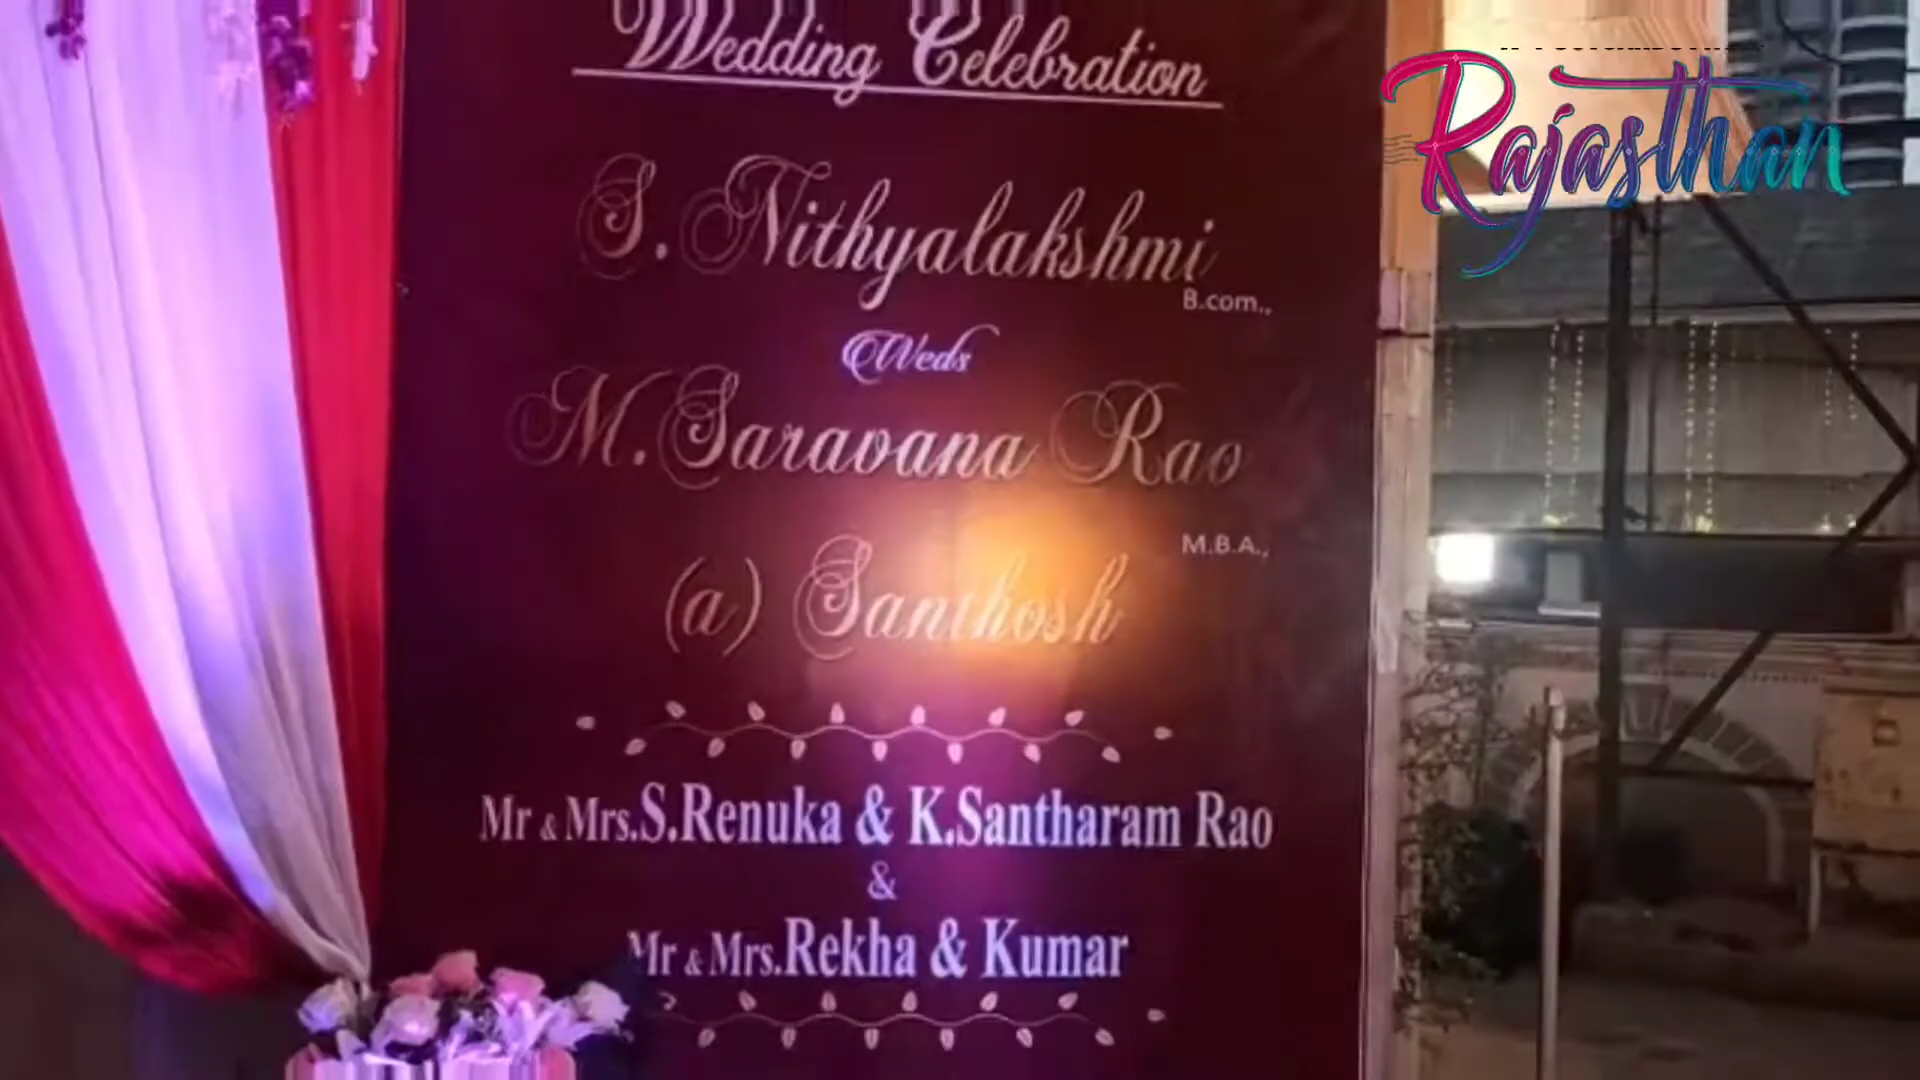 Wedding Celebration
S. Nithyalakshmi
B.com.,
Weds
M.Saravana Rao
M.B.A.,
(a) Santhosh
Mr & Mrs.S.Renuka & K.Santharam Rao
&
Mr & Mrs.Rekha & Kumar
Rajasthan